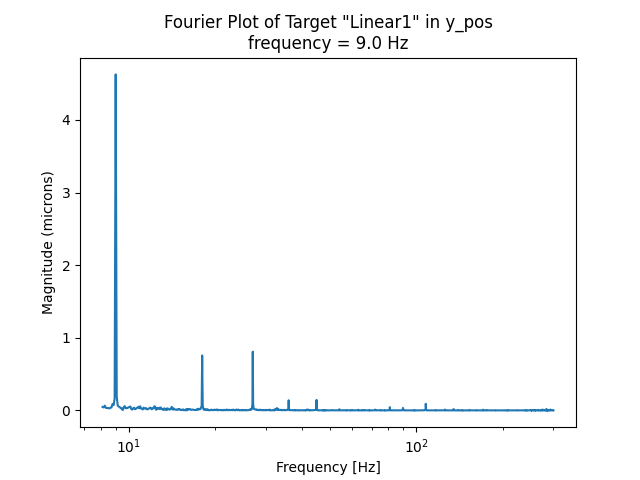 Fourier Plot of Target "Linear1" in y_pos
frequency = 9.0 Hz
Magnitude (microns)
4
3
2
1
0
10¹
10²
Frequency [Hz]